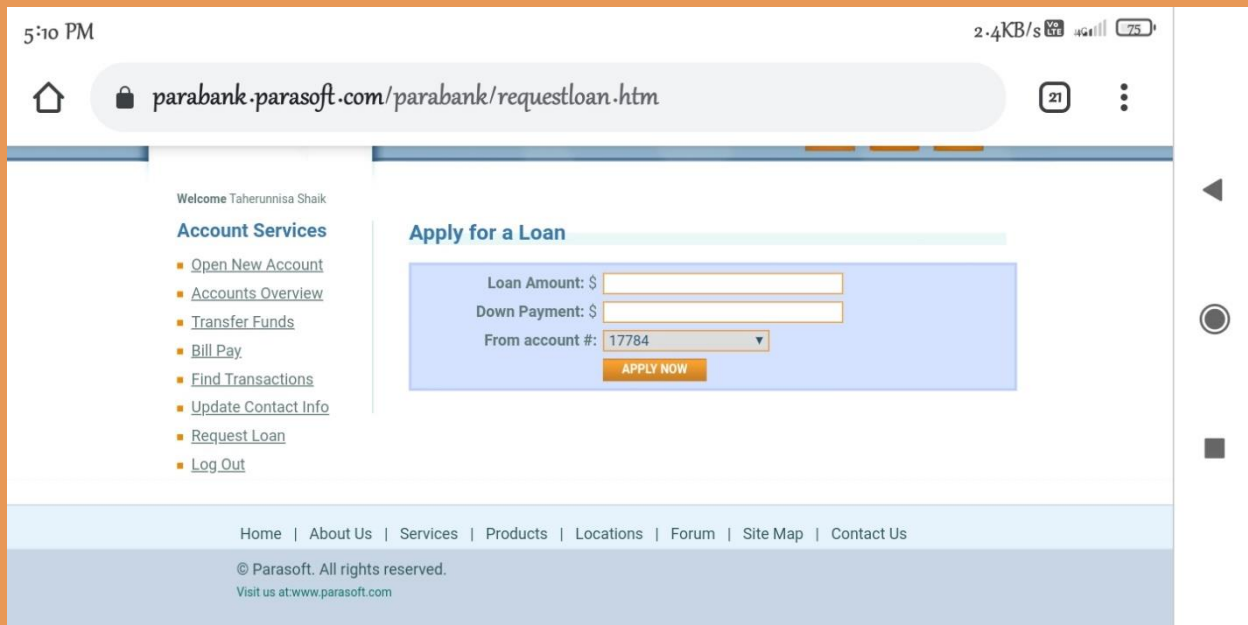 5:10 PM
2.4KB/s Vo LTE 4G 75
parabank.parasoft.com/parabank/requestloan.htm
21
Welcome Taherunnisa Shaik
Account Services
Open New Account
Accounts Overview
Transfer Funds
Bill Pay
Find Transactions
Update Contact Info
Request Loan
Log Out
Apply for a Loan
Loan Amount: $
Down Payment: $
From account #: 17784
APPLY NOW
Home | About Us | Services | Products | Locations | Forum | Site Map | Contact Us
© Parasoft. All rights reserved.
Visit us at:www.parasoft.com